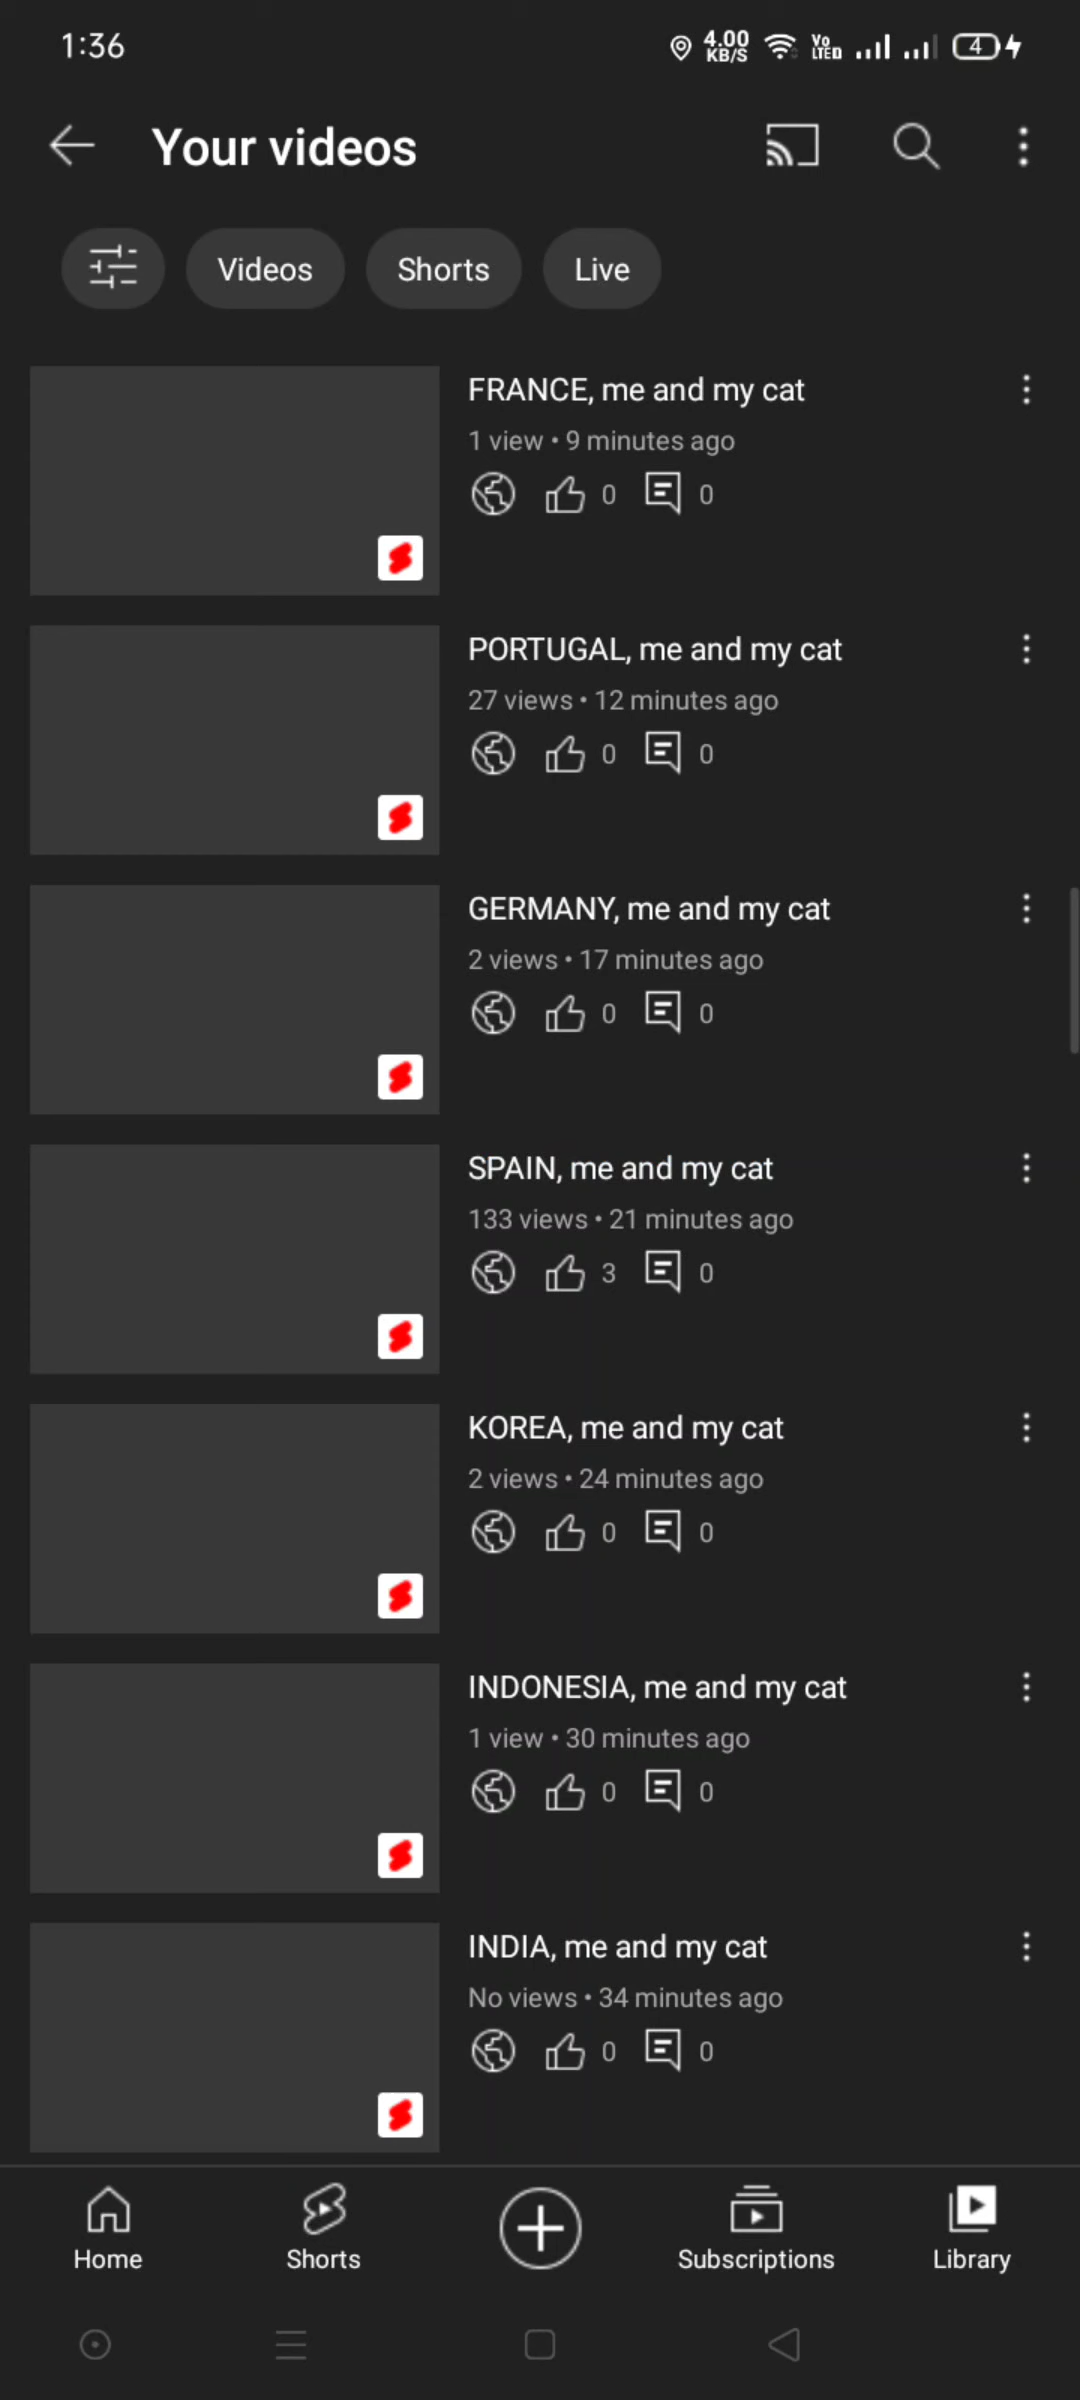 1:36
4.00 KB/S
Vo LTED
4
Your videos
Videos
Shorts
Live
FRANCE, me and my cat
1 view • 9 minutes ago
0
0
PORTUGAL, me and my cat
27 views • 12 minutes ago
0
0
GERMANY, me and my cat
2 views • 17 minutes ago
0
0
SPAIN, me and my cat
133 views • 21 minutes ago
3
0
KOREA, me and my cat
2 views • 24 minutes ago
0
0
INDONESIA, me and my cat
1 view • 30 minutes ago
0
0
INDIA, me and my cat
No views • 34 minutes ago
0
0
Home
Shorts
Subscriptions
Library